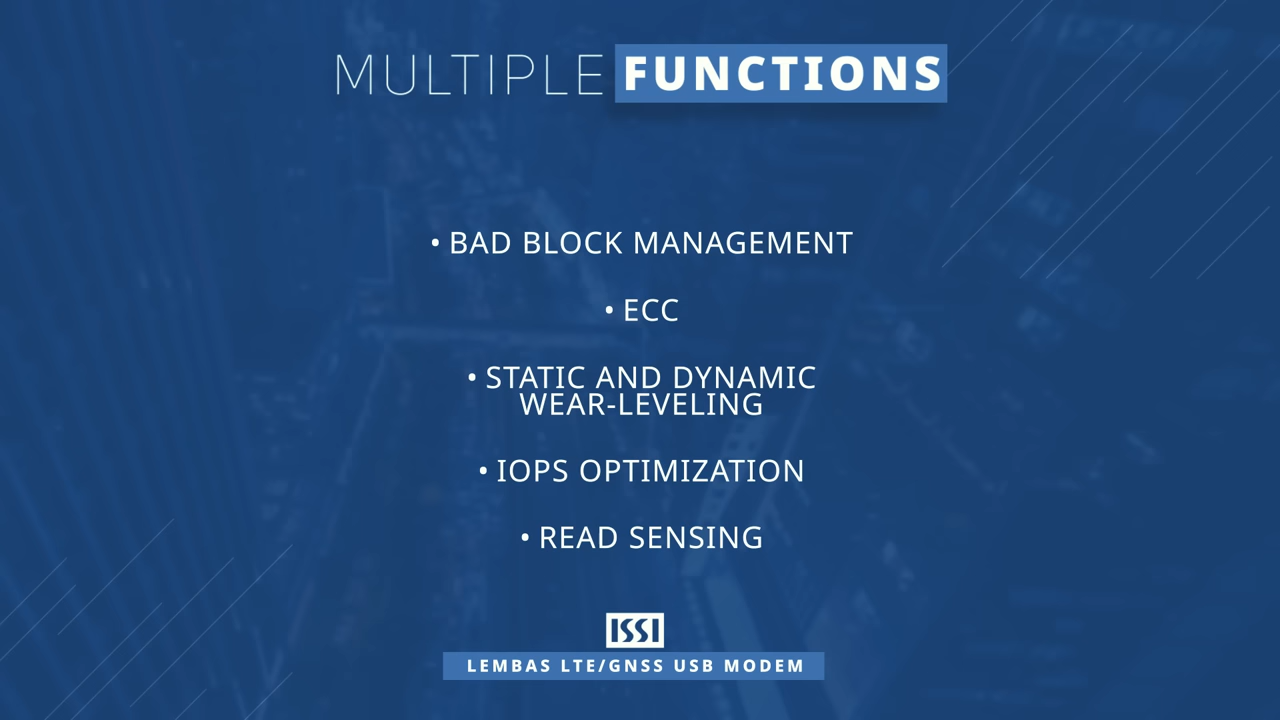 MULTIPLE FUNCTIONS
• BAD BLOCK MANAGEMENT
• ECC
• STATIC AND DYNAMIC
WEAR-LEVELING
• IOPS OPTIMIZATION
• READ SENSING
ISSI
LEMBAS LTE/GNSS USB MODEM